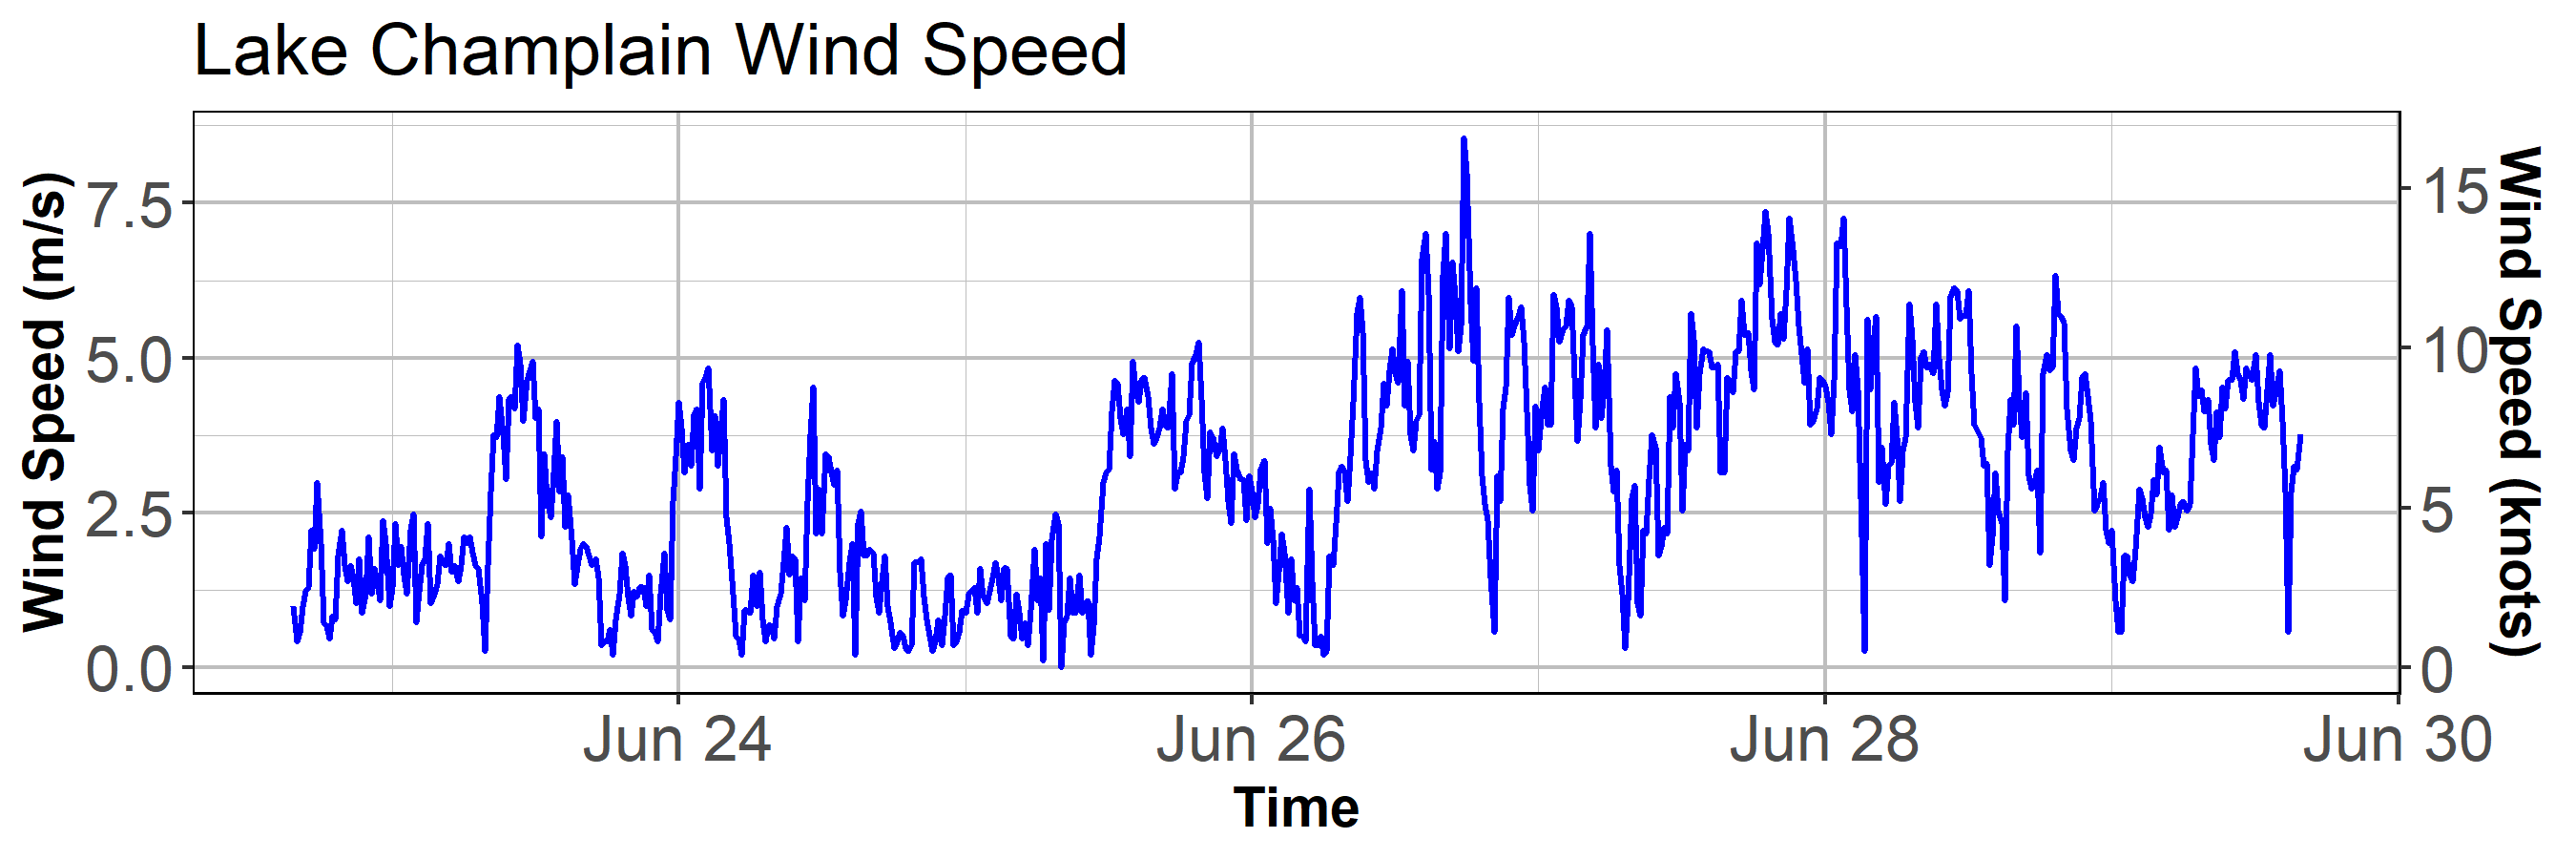 Lake Champlain Wind Speed
Wind Speed (m/s)
7.5
5.0
2.5
0.0
15
10
5
0
Wind Speed (knots)
Jun 24
Jun 26
Jun 28
Jun 30
Time